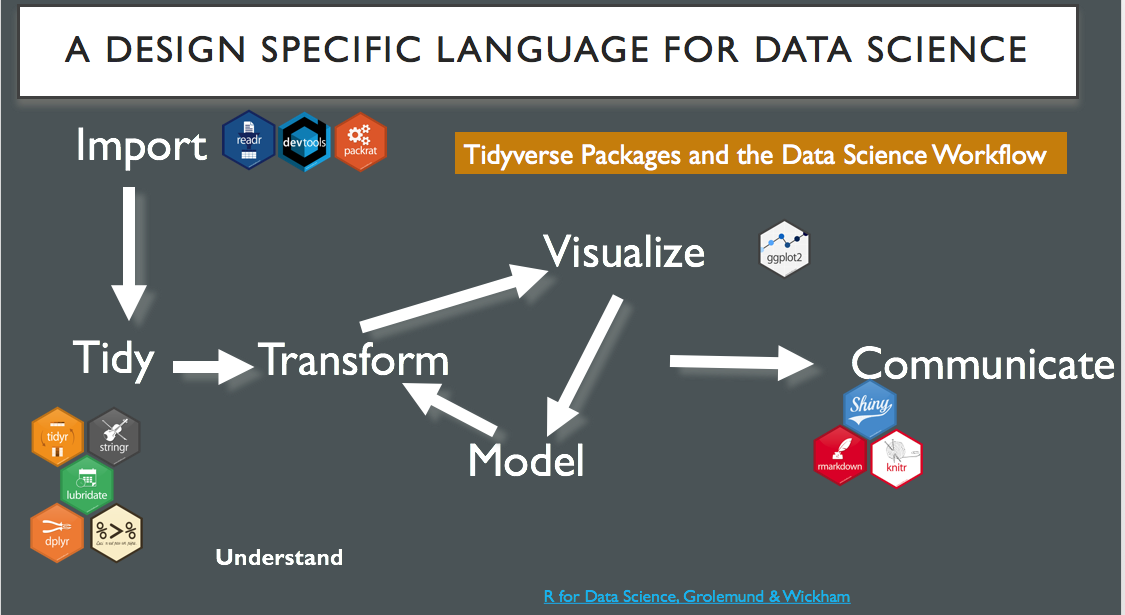 A DESIGN SPECIFIC LANGUAGE FOR DATA SCIENCE
Import
readr
devtools
packrat
Tidyverse Packages and the Data Science Workflow
Visualize
ggplot2
Tidy
Transform
Communicate
Model
tidyr
stringr
lubridate
dplyr
%>%
Shiny
rmarkdown
knitr
Understand
R for Data Science, Grolemund & Wickham